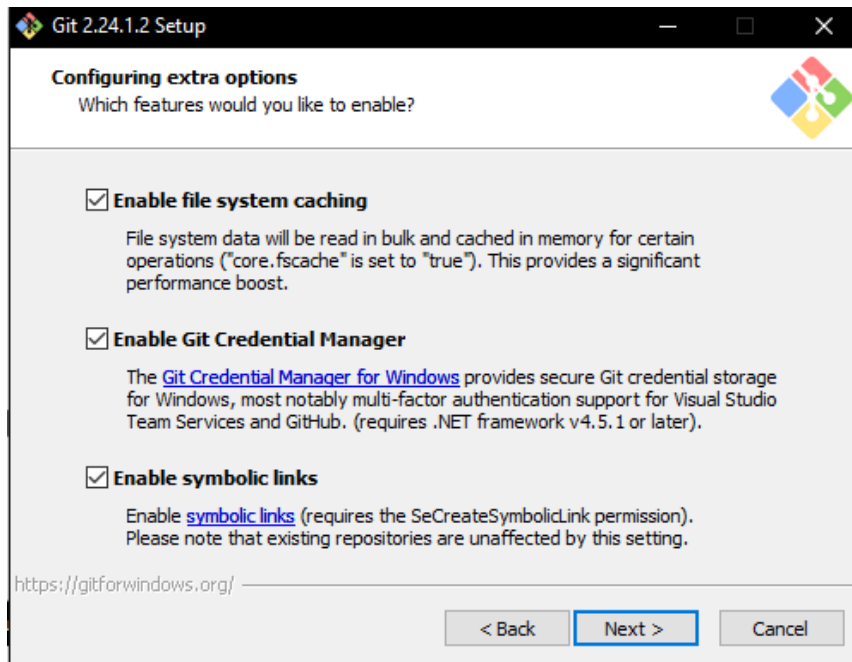 Git 2.24.1.2 Setup
Configuring extra options
Which features would you like to enable?
Enable file system caching
File system data will be read in bulk and cached in memory for certain
operations ("core.fscache" is set to "true"). This provides a significant
performance boost.
Enable Git Credential Manager
The Git Credential Manager for Windows provides secure Git credential storage
for Windows, most notably multi-factor authentication support for Visual Studio
Team Services and GitHub. (requires .NET framework v4.5.1 or later).
Enable symbolic links
Enable symbolic links (requires the SeCreateSymbolicLink permission).
Please note that existing repositories are unaffected by this setting.
https://gitforwindows.org/
< Back Next > Cancel